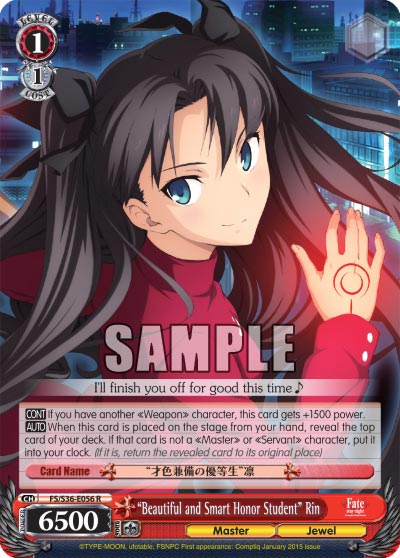 LEVEL
1
1
COST
SAMPLE
I'll finish you off for good this time♪
CONT If you have another «Weapon» character, this card gets +1500 power.
AUTO When this card is placed on the stage from your hand, reveal the top
card of your deck. If that card is not a «Master» or «Servant» character, put
it into your clock. (If it is, return the revealed card to its original place)
Card Name
“才色兼備の優等生”凛
CH FS/S36-E056 R
6500
“Beautiful and Smart Honor Student” Rin
Master
Jewel
Fate
©TYPE-MOON, ufotable, FSNPC First appearance: Comptiq January 2015 issue